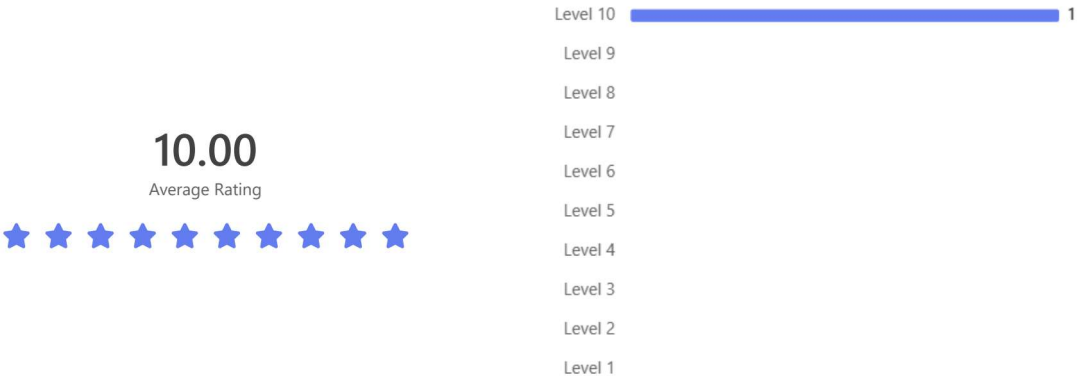 10.00
Average Rating
Level 10 1
Level 9
Level 8
Level 7
Level 6
Level 5
Level 4
Level 3
Level 2
Level 1